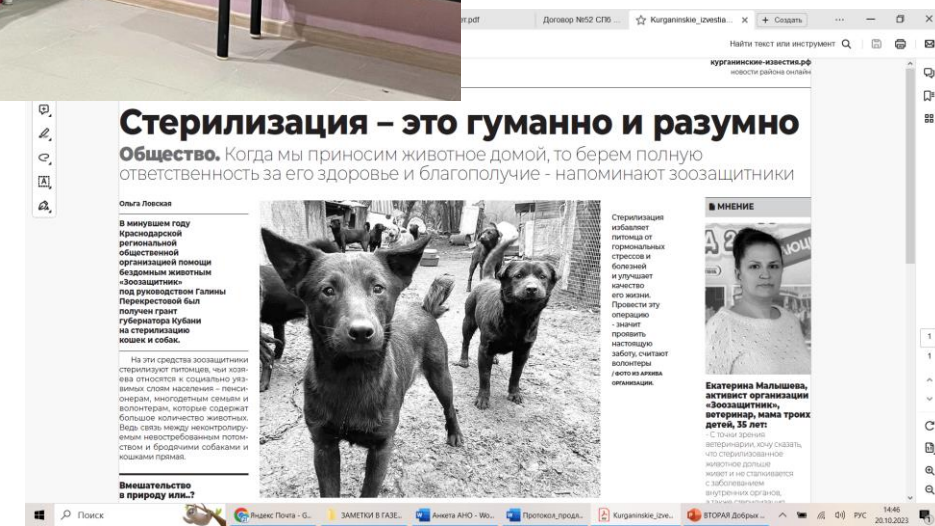 Договор №52 СПб ...
Kurganinskie_izvestia...
+ Создать
Найти текст или инструмент
курганинские-известия.рф
новости района онлайн
Стерилизация – это гуманно и разумно
Общество. Когда мы приносим животное домой, то берем полную
ответственность за его здоровье и благополучие - напоминают зоозащитники
Ольга Ловская
В минувшем году
Краснодарской
региональной
общественной
организацией помощи
бездомным животным
«Зоозащитник»
под руководством Галины
Перекрестовой был
получен грант
губернатора Кубани
на стерилизацию
кошек и собак.
На эти средства зоозащитники
стерилизуют питомцев, чьи хозя-
ева относятся к социально уяз-
вимых слоям населения – пенси-
онерам, многодетным семьям и
волонтерам, которые содержат
большое количество животных.
Ведь связь между неконтролиру-
емым невостребованным потом-
ством и бродячими собаками и
кошками прямая.
Вмешательство
в природу или..?
Стерилизация
избавляет
питомца от
гормональных
стрессов и
болезней
и улучшает
качество
его жизни.
Провести эту
операцию
- значит
проявить
настоящую
заботу, считают
волонтеры
/ ФОТО ИЗ АРХИВА
ОРГАНИЗАЦИИ.
МНЕНИЕ
Екатерина Малышева,
активист организации
«Зоозащитник»,
ветеринар, мама троих
детей, 35 лет:
- С точки зрения
ветеринарии, хочу сказать,
что стерилизованное
животное дольше
живет и не сталкивается
с заболеванием
внутренних органов,
1
1
Поиск
Яндекс Почта - G...
ЗАМЕТКИ В ГАЗЕ...
Анкета АНО - Wo...
Протокол_продл...
Kurganinskie_izve...
ВТОРАЯ Добрых ...
РУС
14:46
20.10.2023